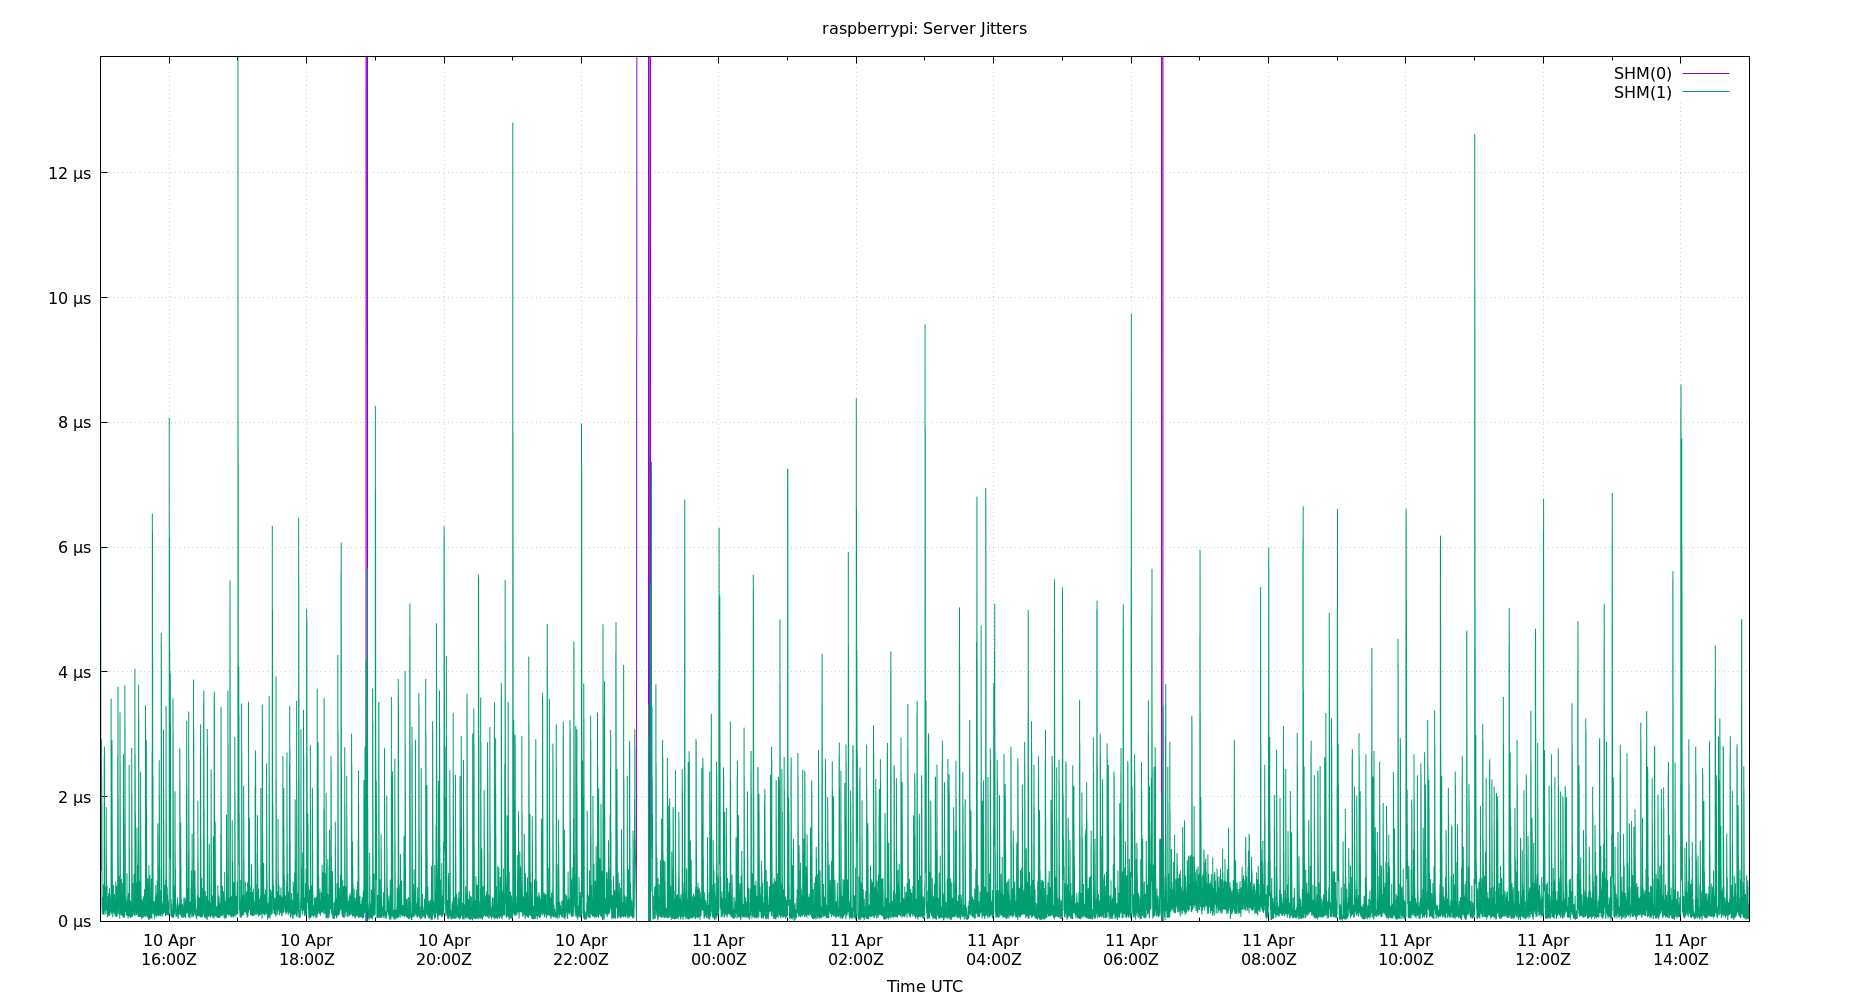 raspberrypi: Server Jitters
SHM(0)
SHM(1)
12 µs
10 µs
8 µs
6 µs
4 µs
2 µs
0 µs
10 Apr 10 Apr 10 Apr 10 Apr 11 Apr 11 Apr 11 Apr 11 Apr 11 Apr 11 Apr 11 Apr 11 Apr
16:00Z 18:00Z 20:00Z 22:00Z 00:00Z 02:00Z 04:00Z 06:00Z 08:00Z 10:00Z 12:00Z 14:00Z
Time UTC